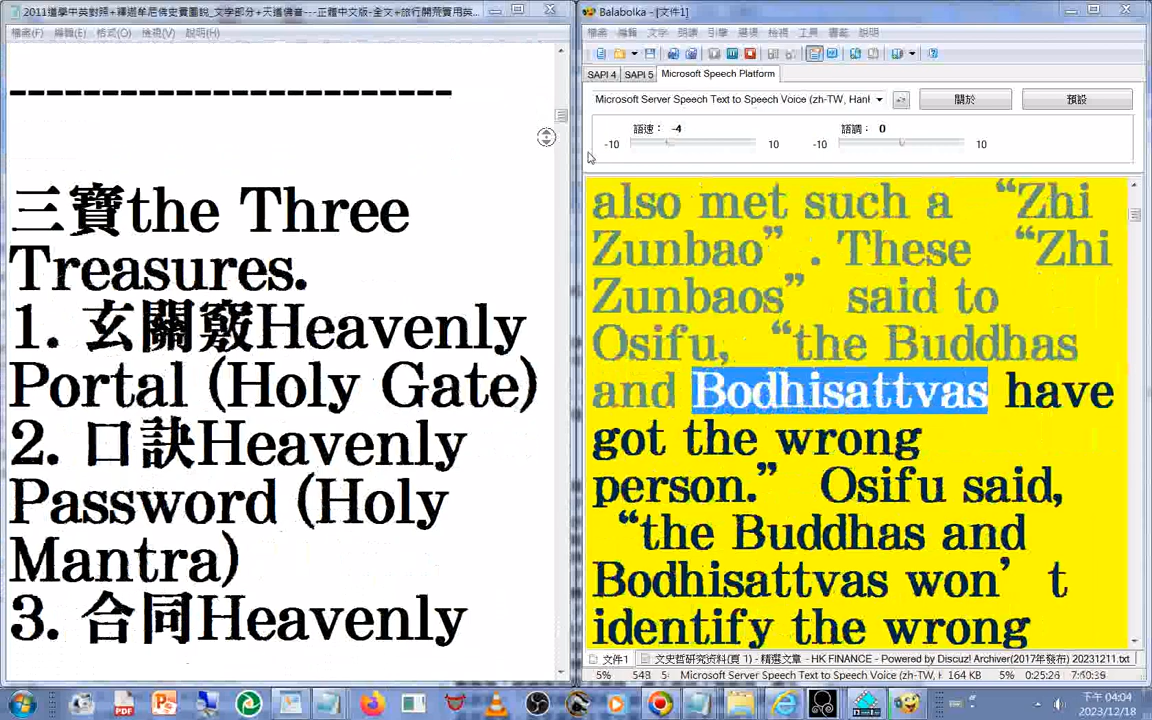 2011道學中英對照+釋迦牟尼佛史實圖說_文字部分+天道佛音---正體中文版-全文+旅行開荒實用英...
檔案(F) 編輯(E) 格式(O) 檢視(V) 說明(H)
-------------------------
三寶the Three
Treasures.
1. 玄關竅Heavenly
Portal (Holy Gate)
2. 口訣Heavenly
Password (Holy
Mantra)
3. 合同Heavenly
Balabolka - [文件1]
檔案 編輯 文字 朗讀 引擎 選項 檢視 工具 書籤 說明
SAPI 4 SAPI 5 Microsoft Speech Platform
Microsoft Server Speech Text to Speech Voice (zh-TW, Hanl
關於 預設
語速： -4 語調： 0
-10 10 -10 10
also met such a “Zhi
Zunbao”. These “Zhi
Zunbaos” said to
Osifu, “the Buddhas
and Bodhisattvas have
got the wrong
person.” Osifu said,
“the Buddhas and
Bodhisattvas won’t
identify the wrong
文件1 文史哲研究资料(頁 1) - 精選文章 - HK FINANCE - Powered by Discuz! Archiver(2017年發布) 20231211.txt
5% 54B Microsoft Server Speech Text to Speech Voice (zh-H 164 KB 5% 0:25:26 7:40:36
下午 04:04
2023/12/18